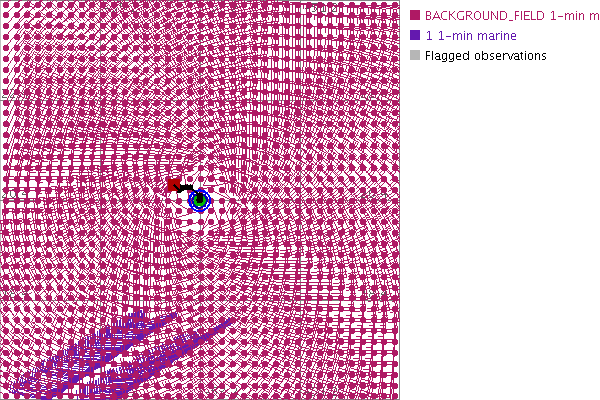 BACKGROUND_FIELD 1-min m
1 1-min marine
Flagged observations